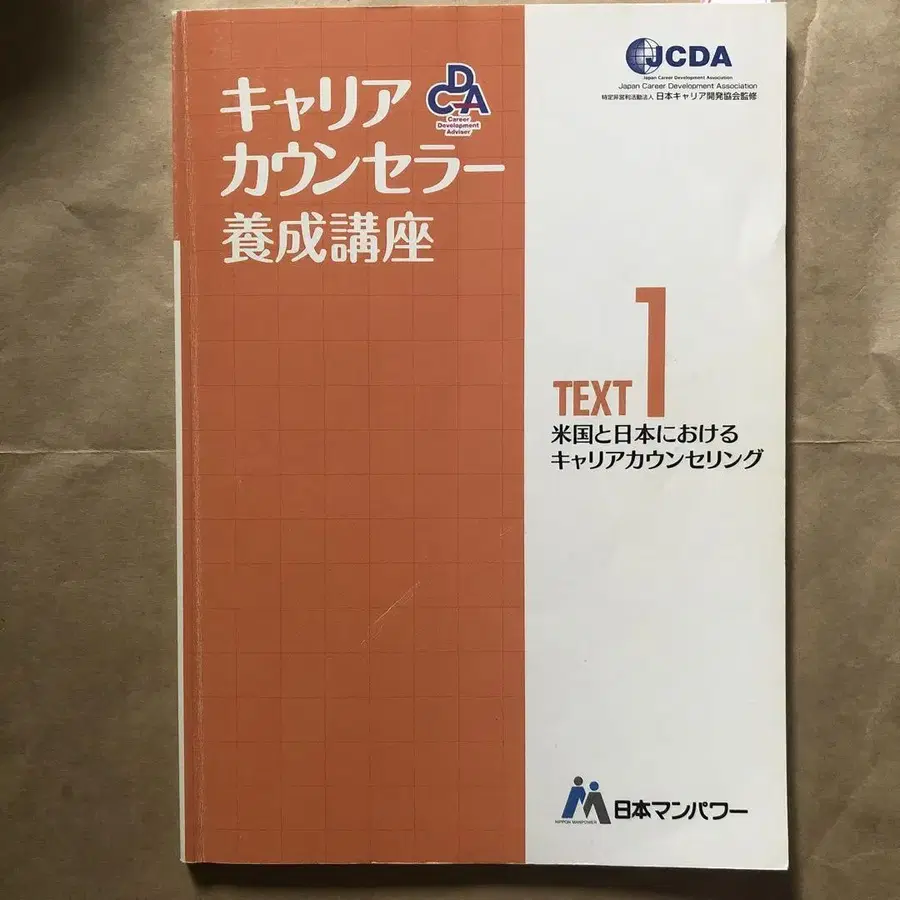 キャリア
カウンセラー
養成講座
CDA
Career
Development
Adviser
JCDA
Japan Career Development Association
Japan Career Development Association
特定非営利活動法人 日本キャリア開発協会監修
TEXT 1
米国と日本における
キャリアカウンセリング
NIPPON MANPOWER
日本マンパワー